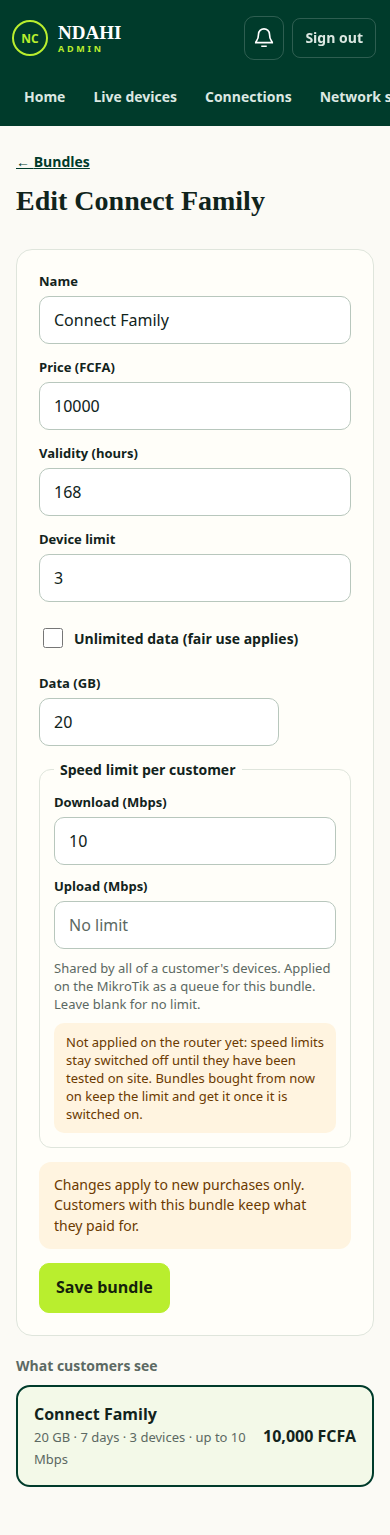 NC
NDAHI
ADMIN
Sign out
Home
Live devices
Connections
Network s
← Bundles
Edit Connect Family
Name
Connect Family
Price (FCFA)
10000
Validity (hours)
168
Device limit
3
Unlimited data (fair use applies)
Data (GB)
20
Speed limit per customer
Download (Mbps)
10
Upload (Mbps)
No limit
Shared by all of a customer's devices. Applied
on the MikroTik as a queue for this bundle.
Leave blank for no limit.
Not applied on the router yet: speed limits
stay switched off until they have been
tested on site. Bundles bought from now
on keep the limit and get it once it is
switched on.
Changes apply to new purchases only.
Customers with this bundle keep what
they paid for.
Save bundle
What customers see
Connect Family
20 GB · 7 days · 3 devices · up to 10
Mbps
10,000 FCFA